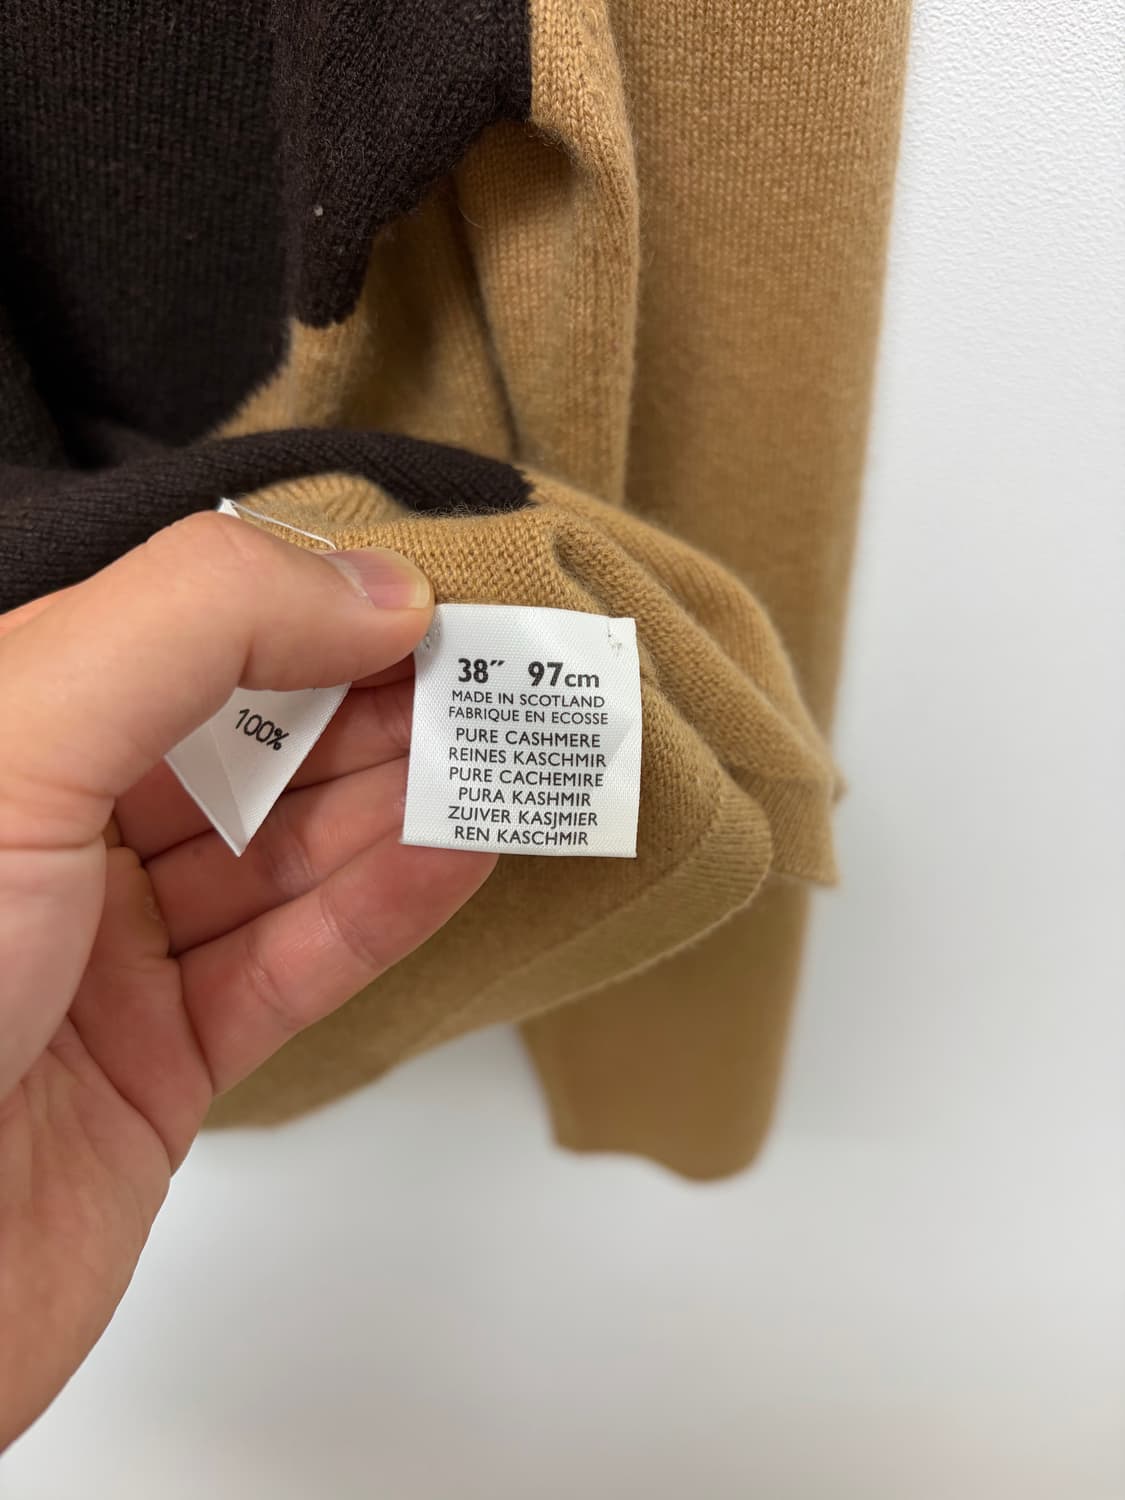 38″ 97cm
MADE IN SCOTLAND
FABRIQUE EN ECOSSE
PURE CASHMERE
REINES KASCHMIR
PURE CACHEMIRE
PURA KASHMIR
ZUIVER KASJMIER
REN KASCHMIR
100%